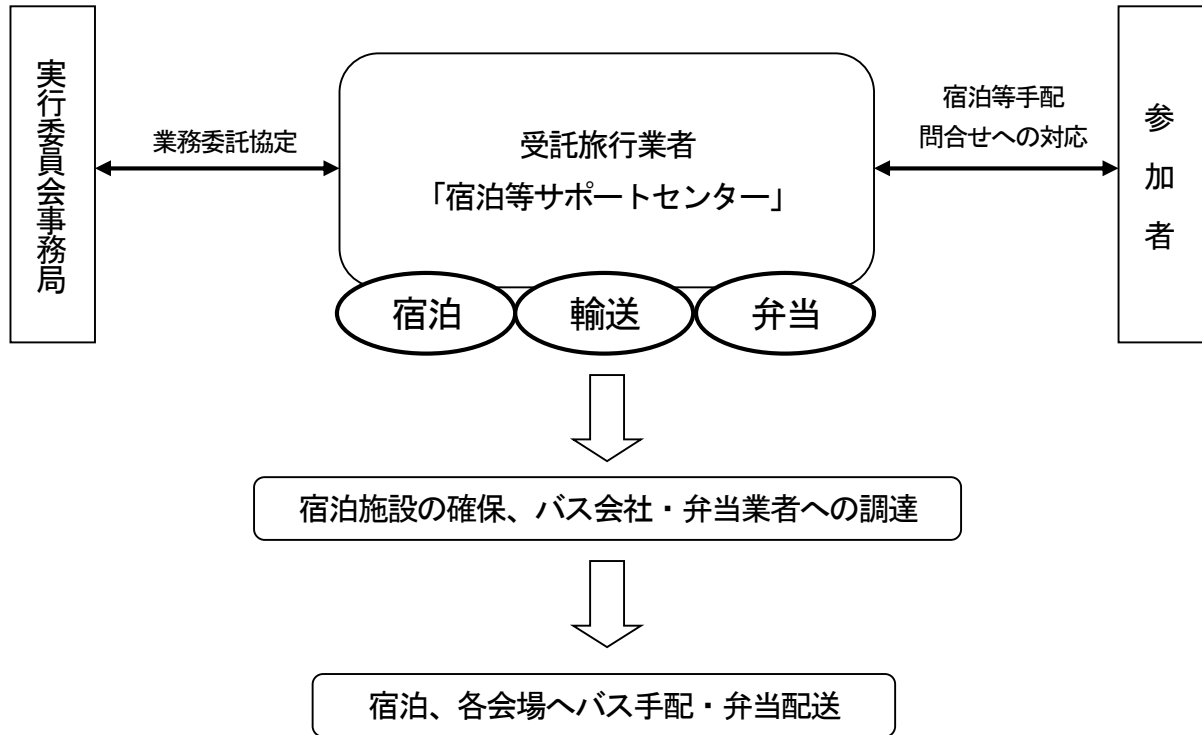 実行委員会事務局
業務委託協定
受託旅行業者
「宿泊等サポートセンター」
宿泊等手配
問合せへの対応
参加者
宿泊
輸送
弁当
宿泊施設の確保、バス会社・弁当業者への調達
宿泊、各会場へバス手配・弁当配送